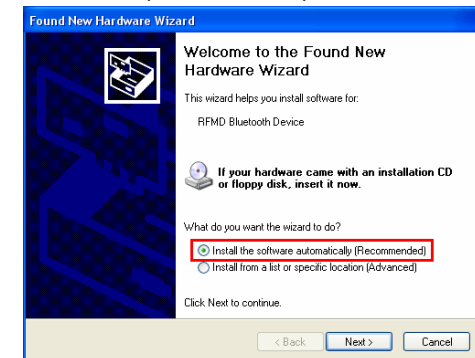 Found New Hardware Wizard
Welcome to the Found New
Hardware Wizard
This wizard helps you install software for:
RFMD Bluetooth Device
If your hardware came with an installation CD
or floppy disk, insert it now.
What do you want the wizard to do?
Install the software automatically (Recommended)
Install from a list or specific location (Advanced)
Click Next to continue.
< Back Next > Cancel